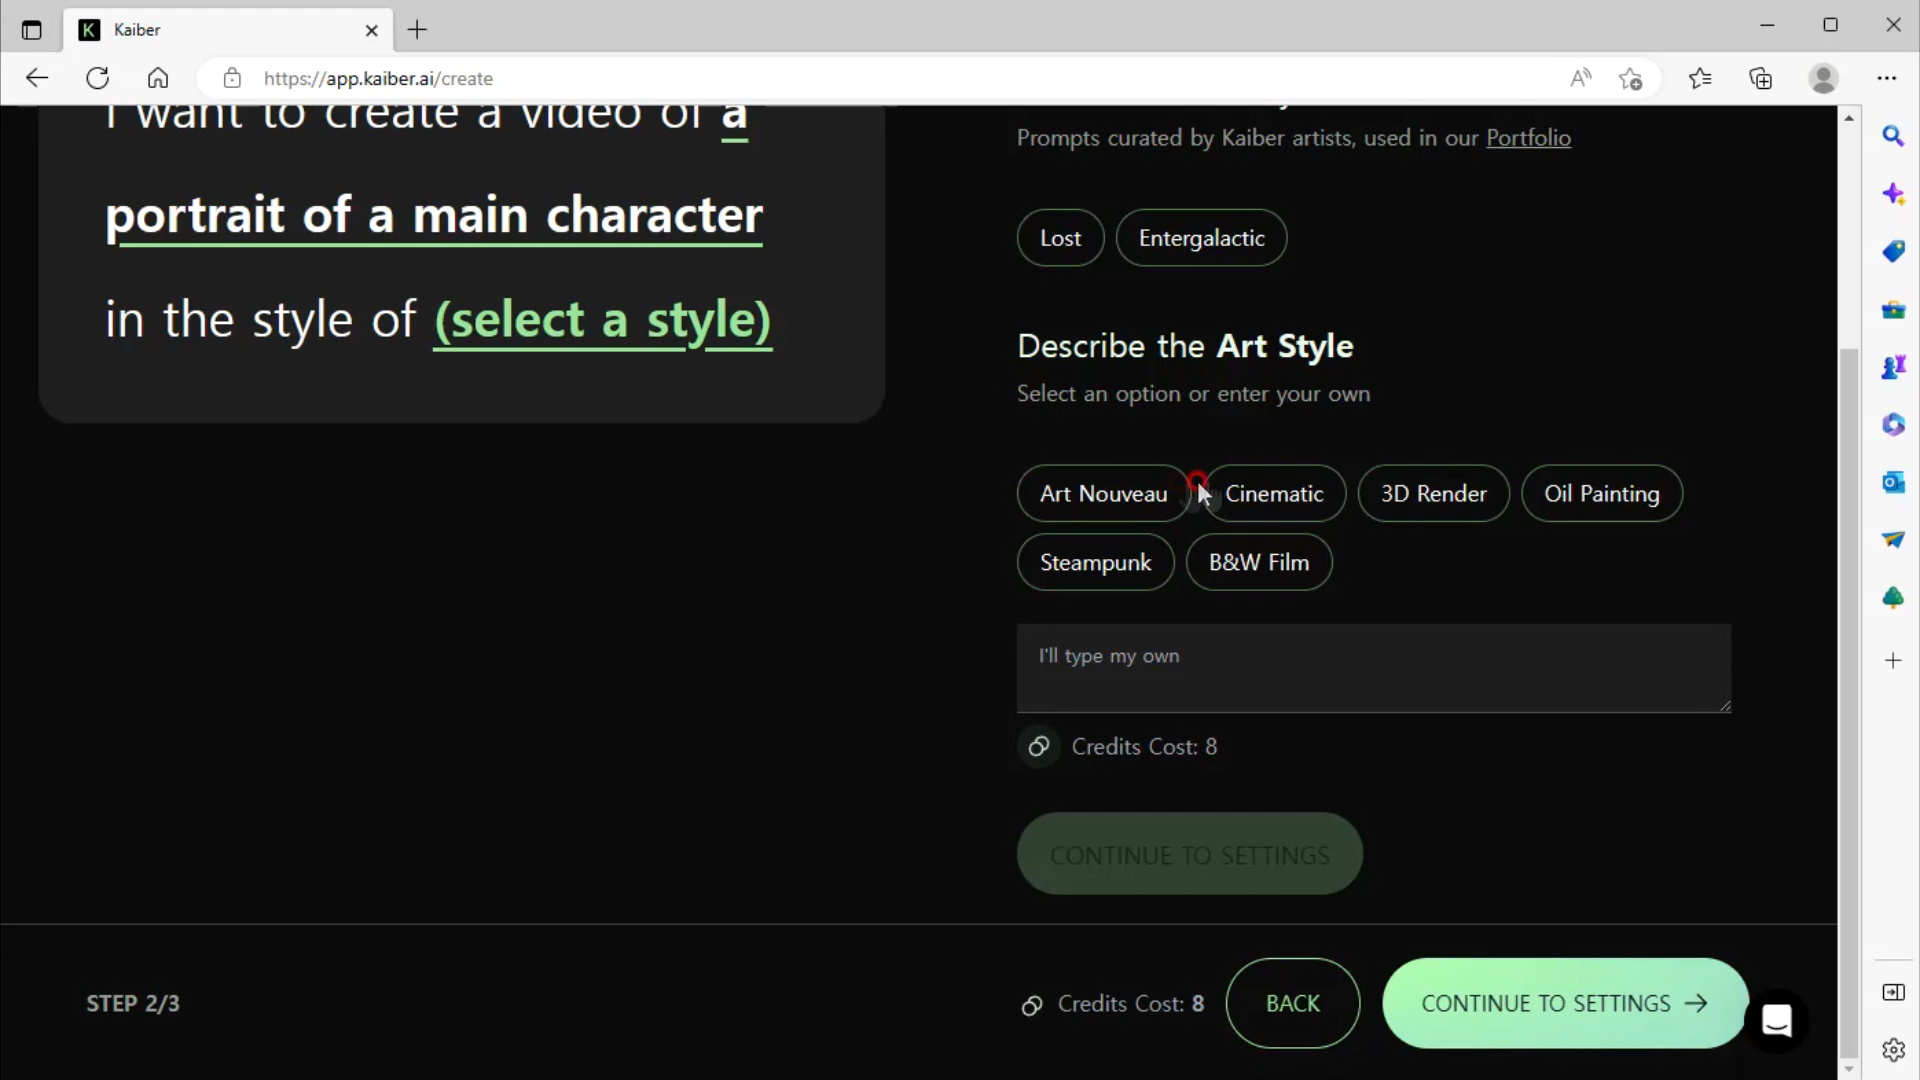 Kaiber
https://app.kaiber.ai/create
I want to create a video of a
portrait of a main character
in the style of (select a style)
Prompts curated by Kaiber artists, used in our Portfolio
Lost Entergalactic
Describe the Art Style
Select an option or enter your own
Art Nouveau Cinematic 3D Render Oil Painting
Steampunk B&W Film
I'll type my own
Credits Cost: 8
CONTINUE TO SETTINGS
STEP 2/3 Credits Cost: 8 BACK CONTINUE TO SETTINGS →